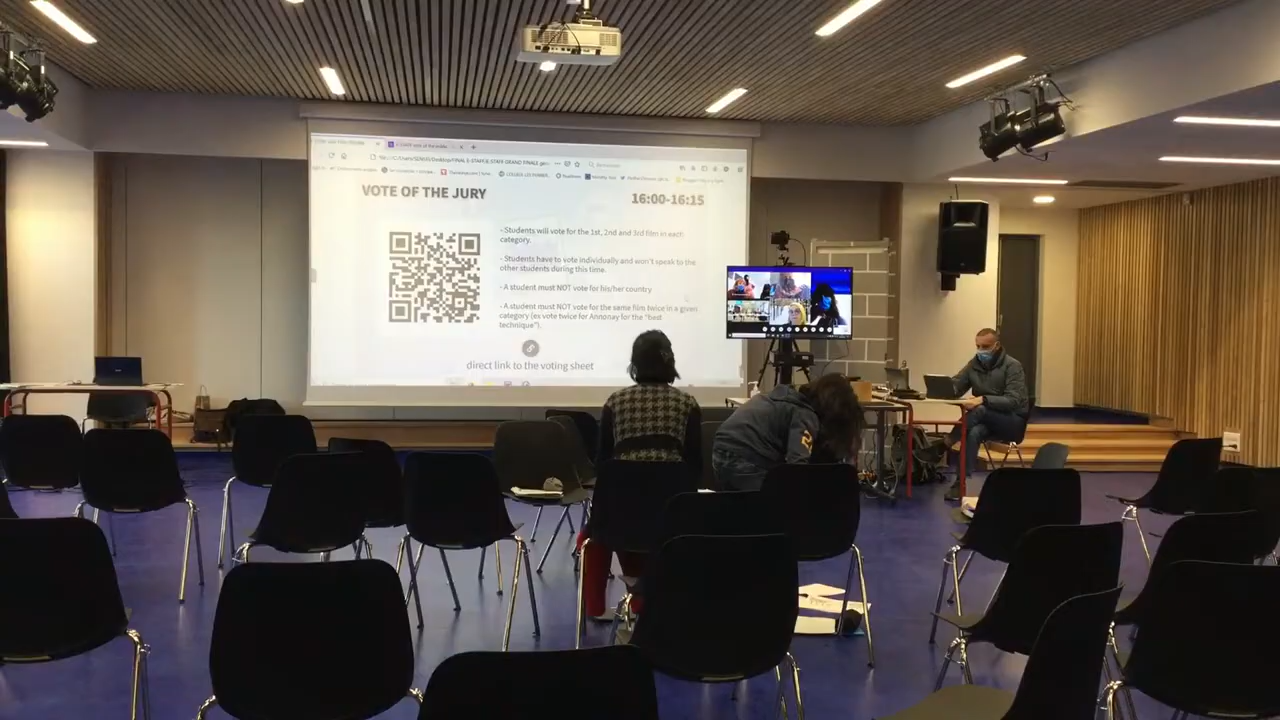 VOTE OF THE JURY
16:00-16:15
- Students will vote for the 1st, 2nd and 3rd film in each
category.
- Students have to vote individually and won't speak to the
other students during this time.
- A student must NOT vote for his/her country
- A student must NOT vote for the same film twice in a given
category (es vote twice for Annonay for the "best
technique").
direct link to the voting sheet